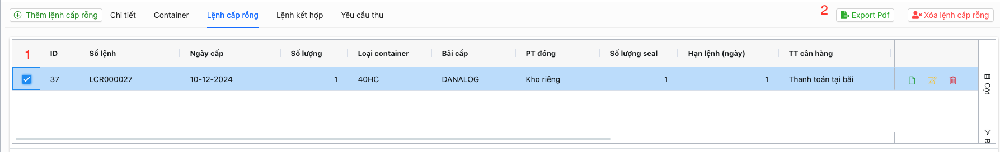 Thêm lệnh cấp rỗng Chi tiết Container Lệnh cấp rỗng Lệnh kết hợp Yêu cầu thu 2 Export Pdf Xóa lệnh cấp rỗng
1 ID Số lệnh Ngày cấp Số lượng Loại container Bãi cấp PT đóng Số lượng seal Hạn lệnh (ngày) TT cân hàng
37 LCR000027 10-12-2024 1 40HC DANALOG Kho riêng 1 1 Thanh toán tại bãi
Cột
B